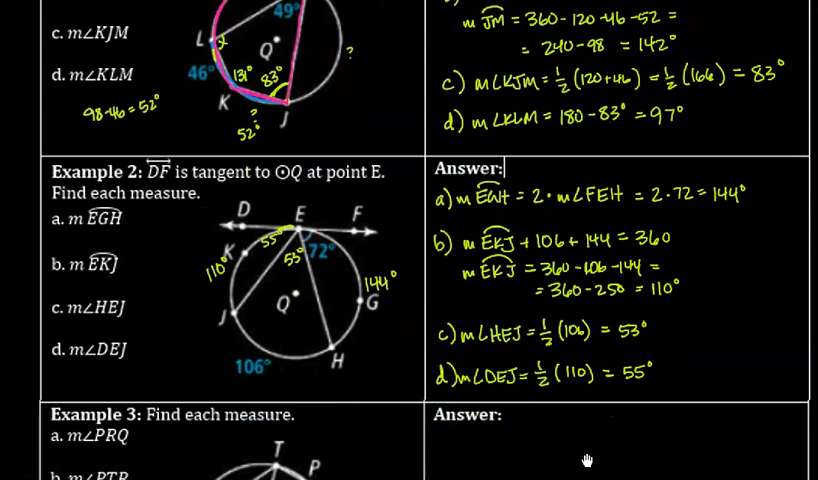 c. m∠KJM
d. m∠KLM
98-46 = 52°
49°
L
2
Q
?
46°
131°
83°
K
J
?
52°
m JM = 360-120-46-52 =
= 240-98 = 142°
c) m∠KJM = 1/2 (120+46) = 1/2 (166) = 83°
d) m∠KLM = 180-83° = 97°
Example 2: DF is tangent to ⊙Q at point E.
Find each measure.
a. m EGH
b. m EKJ
c. m∠HEJ
d. m∠DEJ
D
E
F
55°
72°
K
53°
110°
144°
Q
G
J
H
106°
Answer:
a) m EGH = 2 · m∠FEH = 2 · 72 = 144°
b) m EKJ + 106 + 144 = 360
m EKJ = 360-106-144 =
= 360-250 = 110°
c) m∠HEJ = 1/2 (106) = 53°
d) m∠DEJ = 1/2 (110) = 55°
Example 3: Find each measure.
a. m∠PRQ
b. m∠PTR
T
P
Answer: